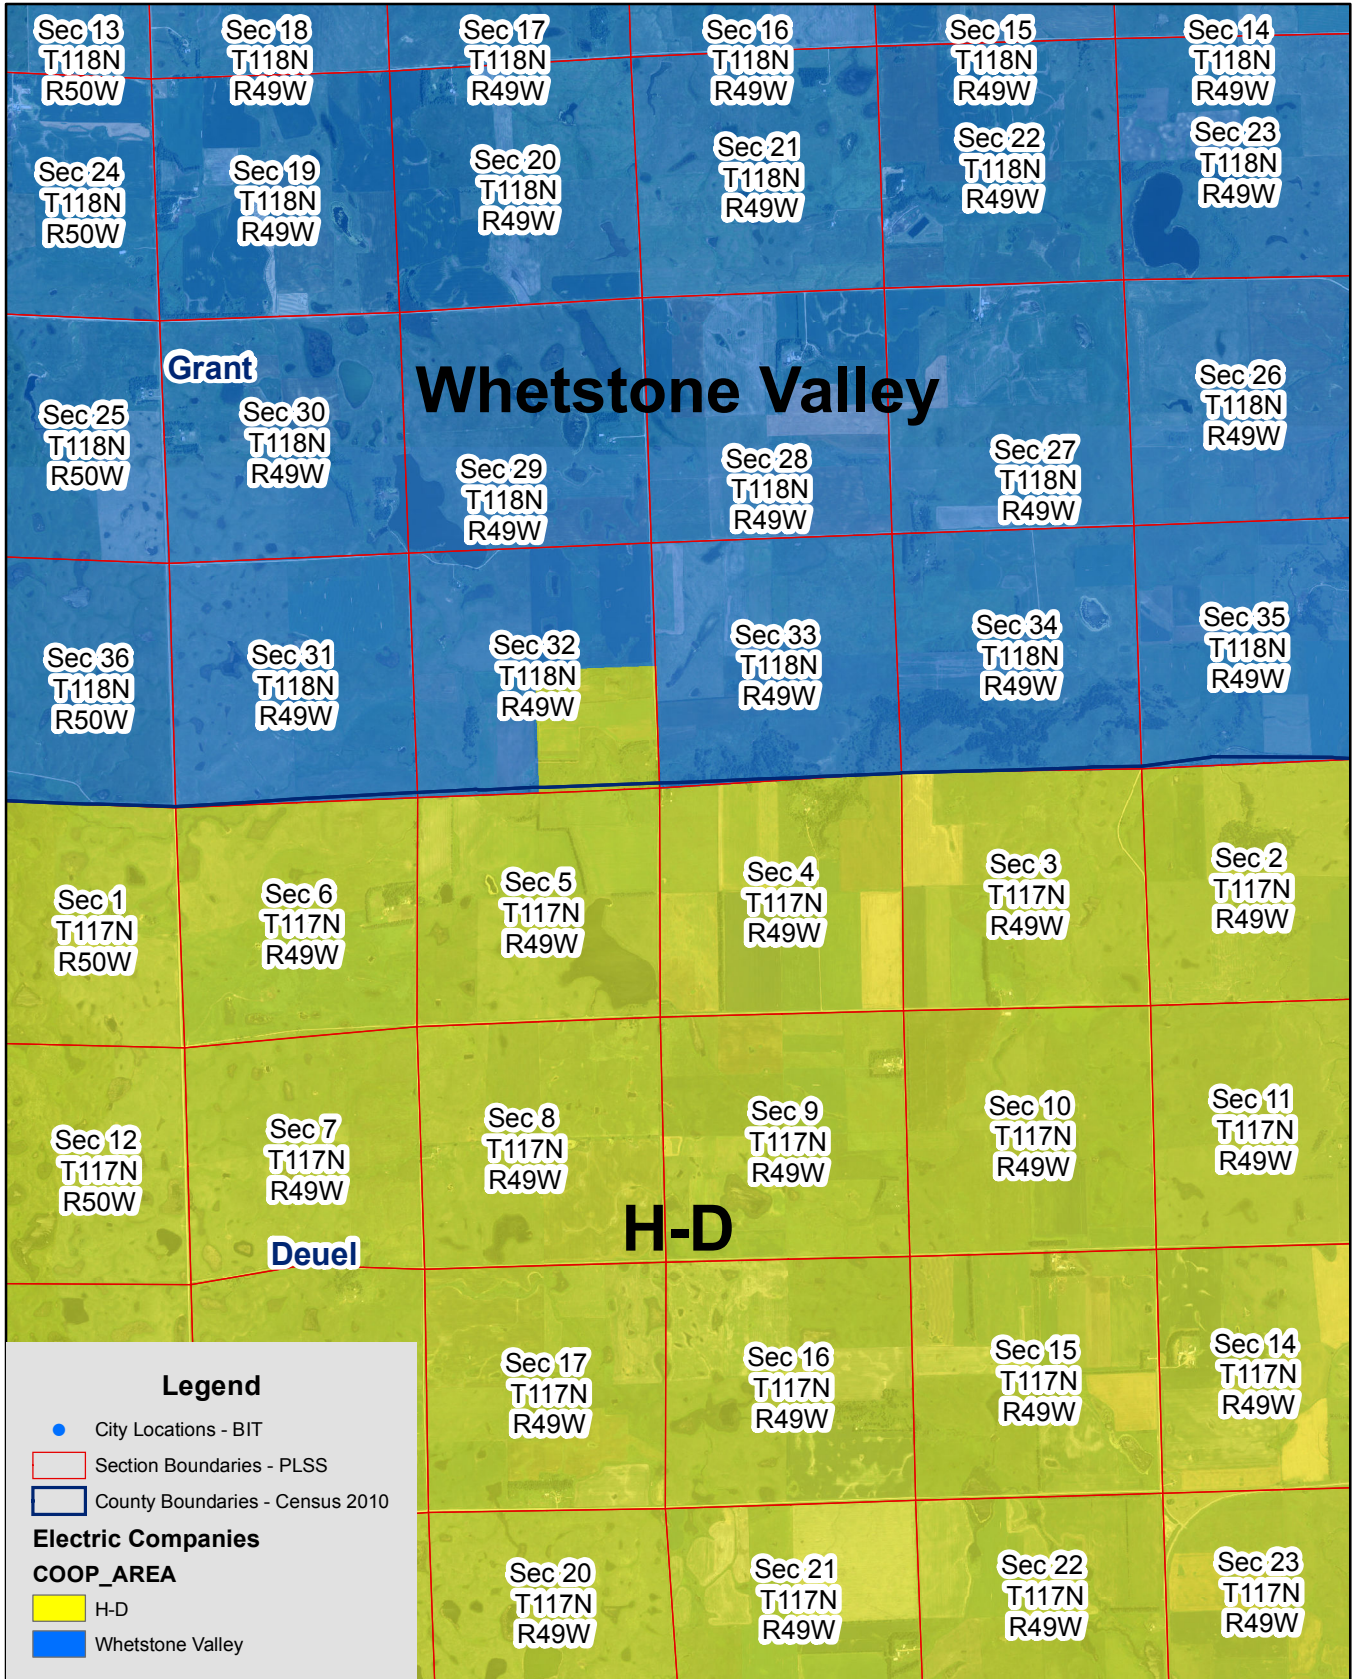 Sec 13
T118N
R50W
Sec 18
T118N
R49W
Sec 17
T118N
R49W
Sec 16
T118N
R49W
Sec 15
T118N
R49W
Sec 14
T118N
R49W
Sec 24
T118N
R50W
Sec 19
T118N
R49W
Sec 20
T118N
R49W
Sec 21
T118N
R49W
Sec 22
T118N
R49W
Sec 23
T118N
R49W
Grant
Whetstone Valley
Sec 25
T118N
R50W
Sec 30
T118N
R49W
Sec 29
T118N
R49W
Sec 28
T118N
R49W
Sec 27
T118N
R49W
Sec 26
T118N
R49W
Sec 36
T118N
R50W
Sec 31
T118N
R49W
Sec 32
T118N
R49W
Sec 33
T118N
R49W
Sec 34
T118N
R49W
Sec 35
T118N
R49W
Sec 1
T117N
R50W
Sec 6
T117N
R49W
Sec 5
T117N
R49W
Sec 4
T117N
R49W
Sec 3
T117N
R49W
Sec 2
T117N
R49W
Sec 12
T117N
R50W
Sec 7
T117N
R49W
Sec 8
T117N
R49W
Sec 9
T117N
R49W
Sec 10
T117N
R49W
Sec 11
T117N
R49W
H-D
Deuel
Sec 17
T117N
R49W
Sec 16
T117N
R49W
Sec 15
T117N
R49W
Sec 14
T117N
R49W
Sec 20
T117N
R49W
Sec 21
T117N
R49W
Sec 22
T117N
R49W
Sec 23
T117N
R49W
Legend
City Locations - BIT
Section Boundaries - PLSS
County Boundaries - Census 2010
Electric Companies
COOP_AREA
H-D
Whetstone Valley